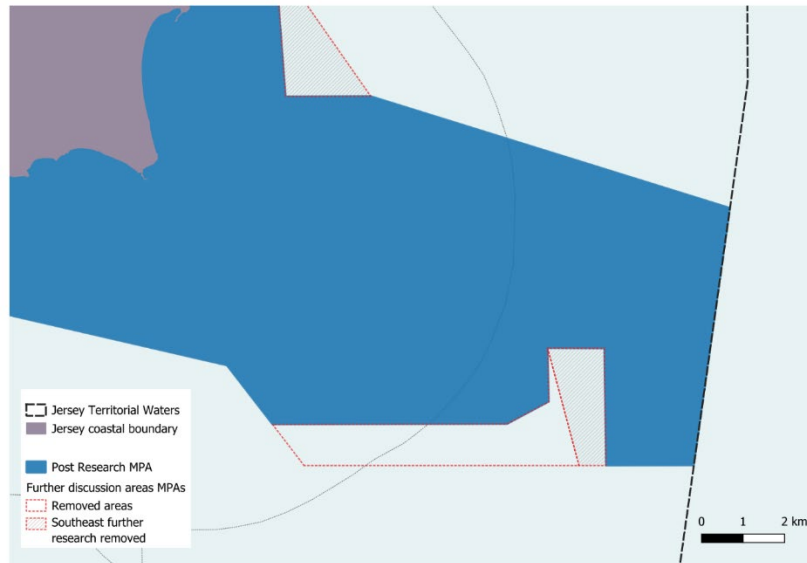 Jersey Territorial Waters
Jersey coastal boundary
Post Research MPA
Further discussion areas MPAs
Removed areas
Southeast further
research removed
0 1 2 km